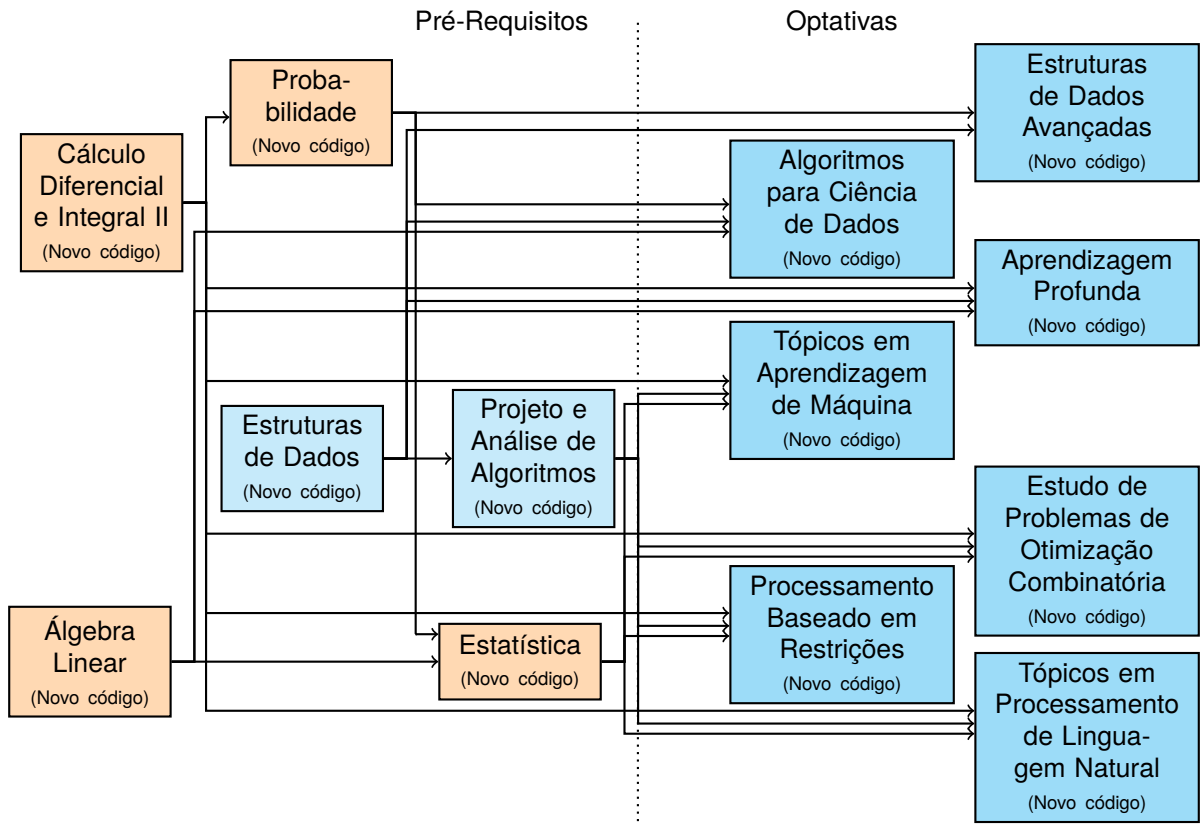 Pré-Requisitos
Optativas
Proba-
bilidade
(Novo código)
Estruturas
de Dados
Avançadas
(Novo código)
Cálculo
Diferencial
e Integral II
(Novo código)
Algoritmos
para Ciência
de Dados
(Novo código)
Aprendizagem
Profunda
(Novo código)
Tópicos em
Aprendizagem
de Máquina
(Novo código)
Estruturas
de Dados
(Novo código)
Projeto e
Análise de
Algoritmos
(Novo código)
Estudo de
Problemas de
Otimização
Combinatória
(Novo código)
Processamento
Baseado em
Restrições
(Novo código)
Álgebra
Linear
(Novo código)
Estatística
(Novo código)
Tópicos em
Processamento
de Lingua-
gem Natural
(Novo código)